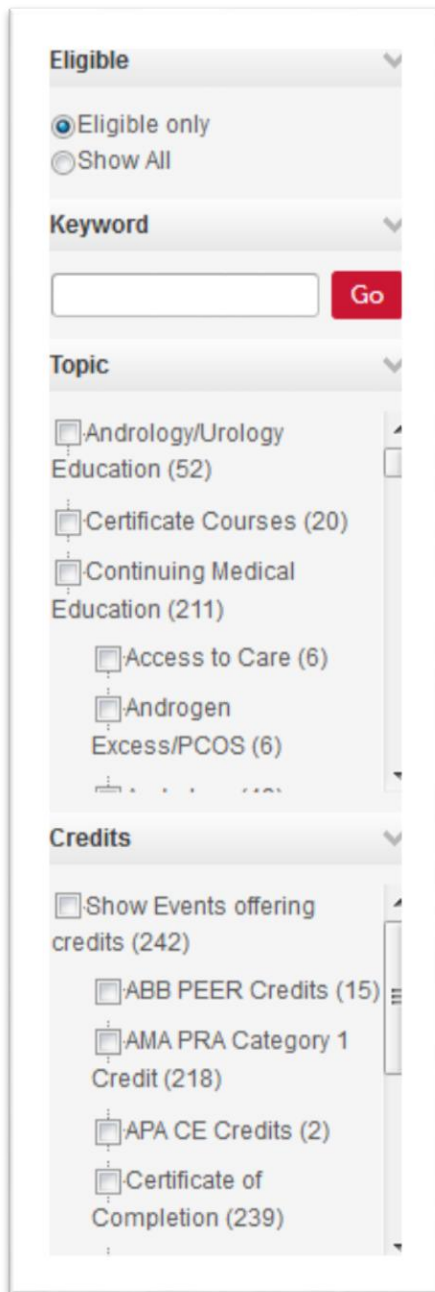 Eligible
Eligible only
Show All
Keyword
Go
Topic
Andrology/Urology
Education (52)
Certificate Courses (20)
Continuing Medical
Education (211)
Access to Care (6)
Androgen
Excess/PCOS (6)
Credits
Show Events offering
credits (242)
ABB PEER Credits (15)
AMA PRA Category 1
Credit (218)
APA CE Credits (2)
Certificate of
Completion (239)